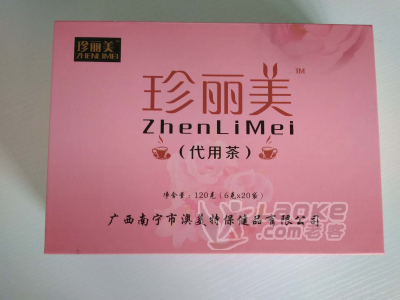 珍丽美
ZHENLIMEI
珍丽美™
ZhenLiMei
（代用茶）
净含量：120克（6克x20袋）
广西南宁市澳美特保健品有限公司
Laoke.com
老客